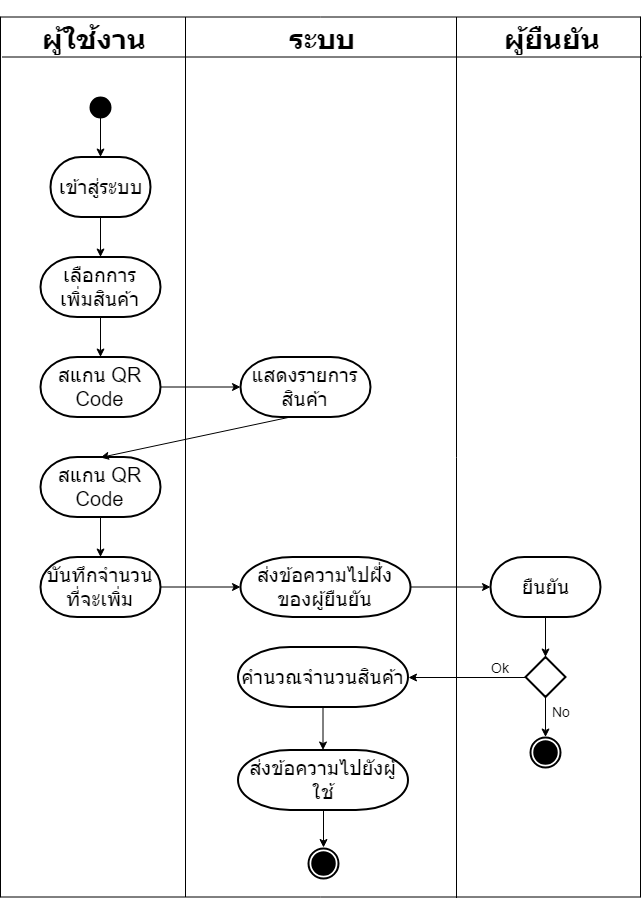 ผู้ใช้งาน
ระบบ
ผู้ยืนยัน
เข้าสู่ระบบ
เลือกการ
เพิ่มสินค้า
สแกน QR
Code
แสดงรายการ
สินค้า
สแกน QR
Code
บันทึกจำนวน
ที่จะเพิ่ม
ส่งข้อความไปฝั่ง
ของผู้ยืนยัน
ยืนยัน
Ok
คำนวณจำนวนสินค้า
No
ส่งข้อความไปยังผู้
ใช้